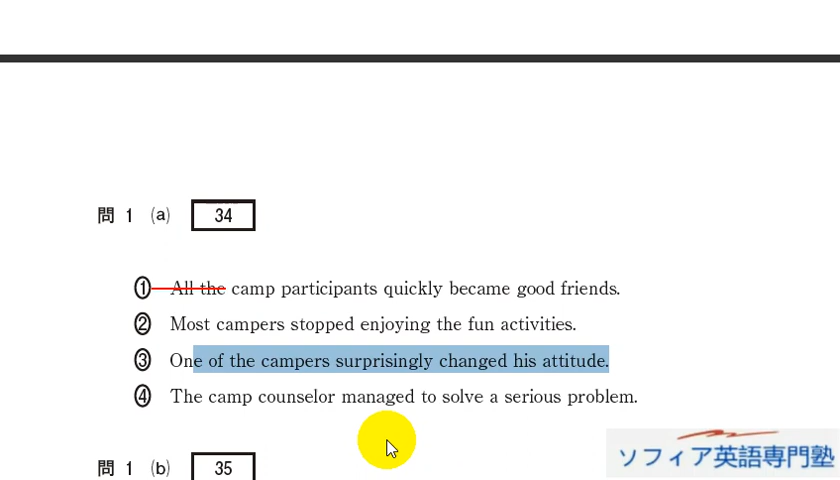 問 1 (a) 34
① All the camp participants quickly became good friends.
② Most campers stopped enjoying the fun activities.
③ One of the campers surprisingly changed his attitude.
④ The camp counselor managed to solve a serious problem.
問 1 (b) 35
ソフィア英語専門塾